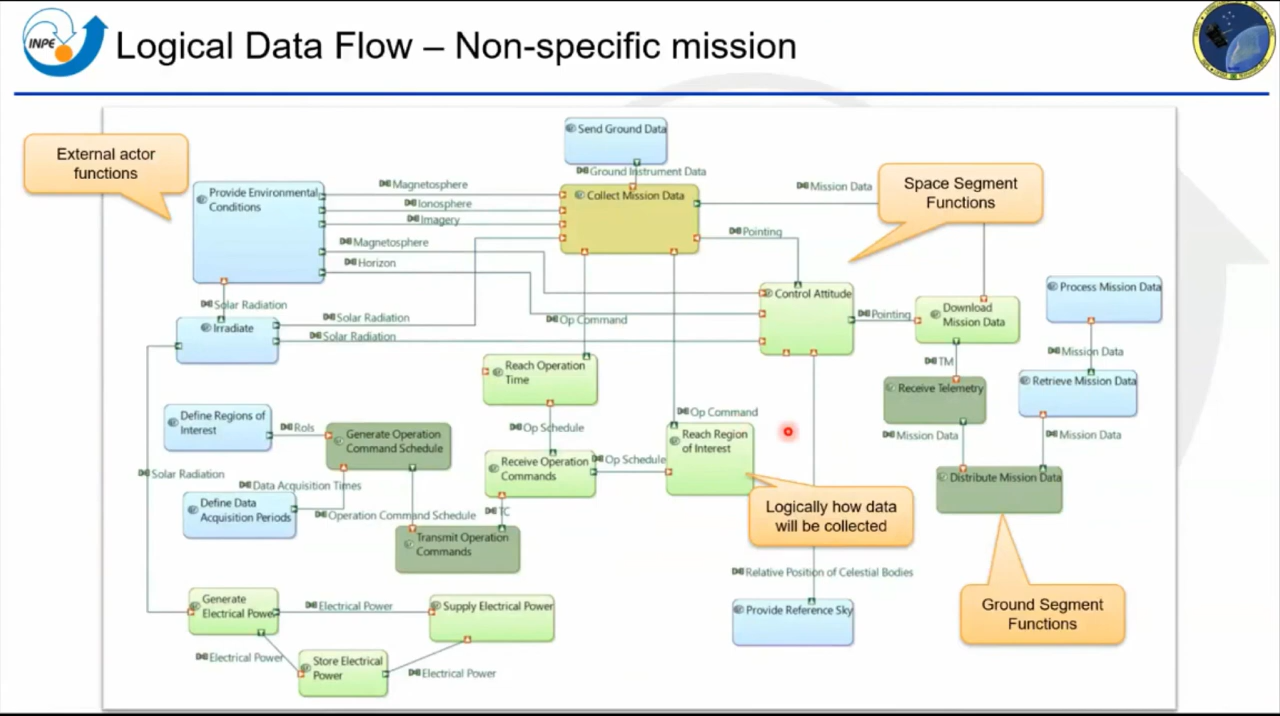 INPE
Logical Data Flow – Non-specific mission
External actor
functions
Send Ground Data
Ground Instrument Data
Provide Environmental
Conditions
Magnetosphere
Ionosphere
Imagery
Magnetosphere
Horizon
Collect Mission Data
Mission Data
Pointing
Space Segment
Functions
Solar Radiation
Irradiate
Solar Radiation
Solar Radiation
Op Command
Control Attitude
Pointing
Download
Mission Data
Process Mission Data
TM
Mission Data
Reach Operation
Time
Receive Telemetry
Retrieve Mission Data
Define Regions of
Interest
RoIs
Generate Operation
Command Schedule
Op Schedule
Op Command
Reach Region
of Interest
Mission Data
Mission Data
Receive Operation
Commands
Op Schedule
Solar Radiation
Data Acquisition Times
Distribute Mission Data
Define Data
Acquisition Periods
Operation Command Schedule
TC
Logically how data
will be collected
Transmit Operation
Commands
Relative Position of Celestial Bodies
Provide Reference Sky
Generate
Electrical Power
Electrical Power
Supply Electrical Power
Ground Segment
Functions
Electrical Power
Store Electrical
Power
Electrical Power